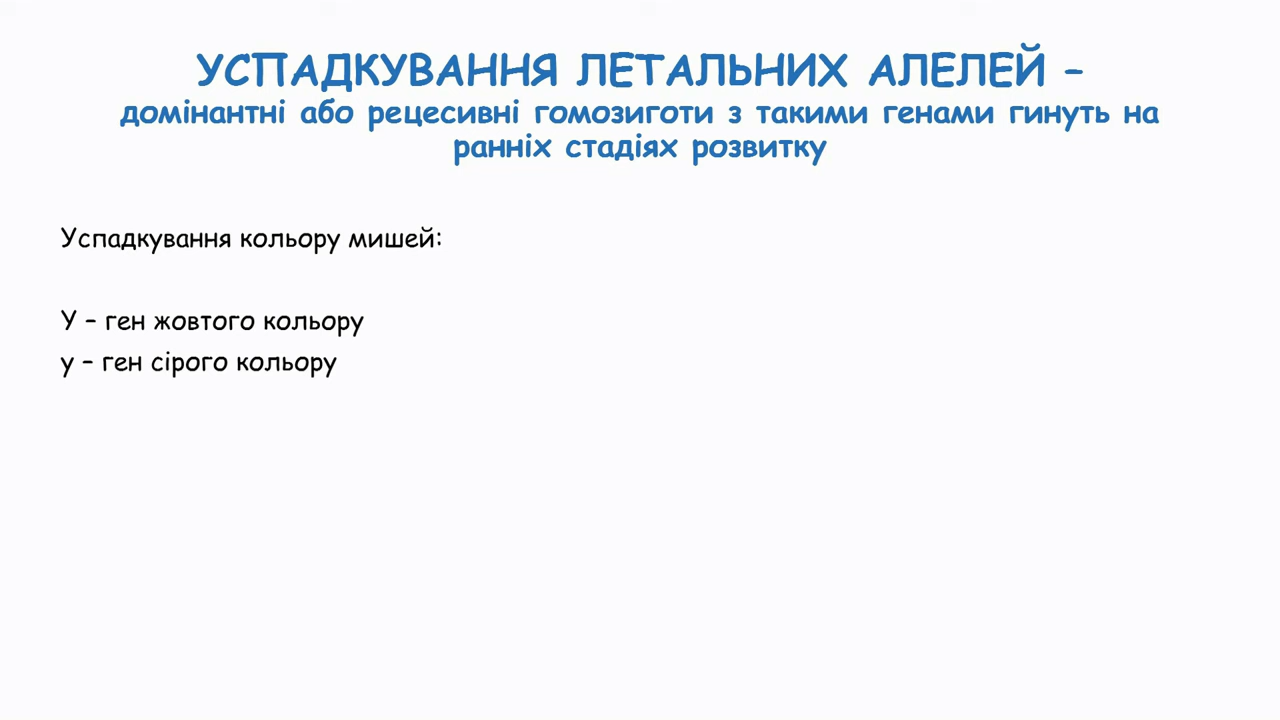 УСПАДКУВАННЯ ЛЕТАЛЬНИХ АЛЕЛЕЙ –
домінантні або рецесивні гомозиготи з такими генами гинуть на
ранніх стадіях розвитку
Успадкування кольору мишей:
У – ген жовтого кольору
у – ген сірого кольору